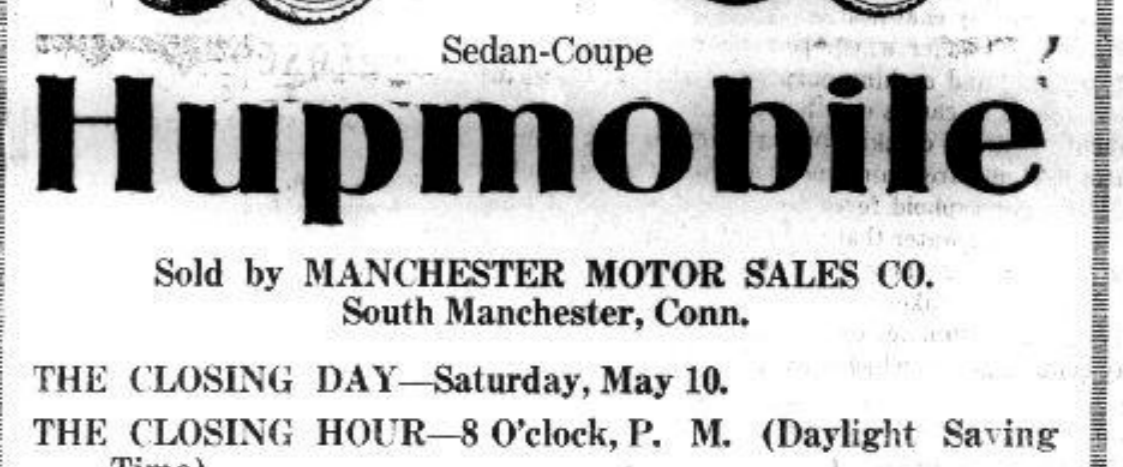 Sedan-Coupe
Hupmobile
Sold by MANCHESTER MOTOR SALES CO.
South Manchester, Conn.
THE CLOSING DAY—Saturday, May 10.
THE CLOSING HOUR—8 O'clock, P. M. (Daylight Saving
Time)